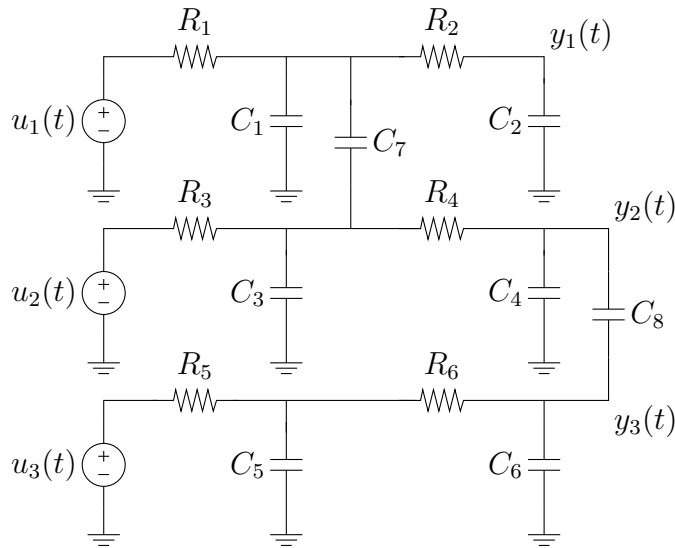 R₁ R₂ y₁(t)
u₁(t) + − C₁ C₇ C₂
R₃ R₄ y₂(t)
u₂(t) + − C₃ C₄ C₈
R₅ R₆ y₃(t)
u₃(t) + − C₅ C₆